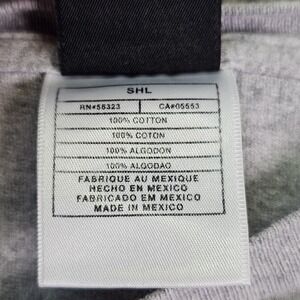 SHL
RN#56323 CA#05553
100% COTTON
100% COTON
100% ALGODON
100% ALGODAO
FABRIQUE AU MEXIQUE
HECHO EN MEXICO
FABRICADO EM MEXICO
MADE IN MEXICO